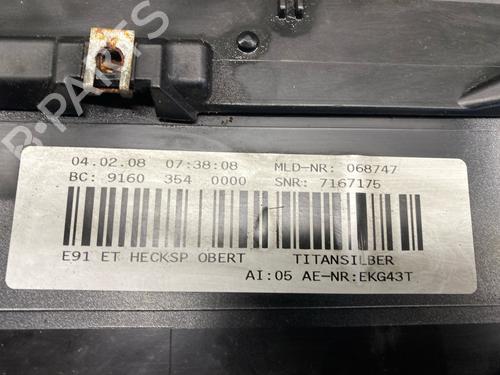 B-PARTS
04.02.08 07:38:08 MLD-NR: 068747
BC: 9160 354 0000 SNR: 7167175
E91 ET HECKSP OBERT TITANSILBER
AI:05 AE-NR:EKG43T